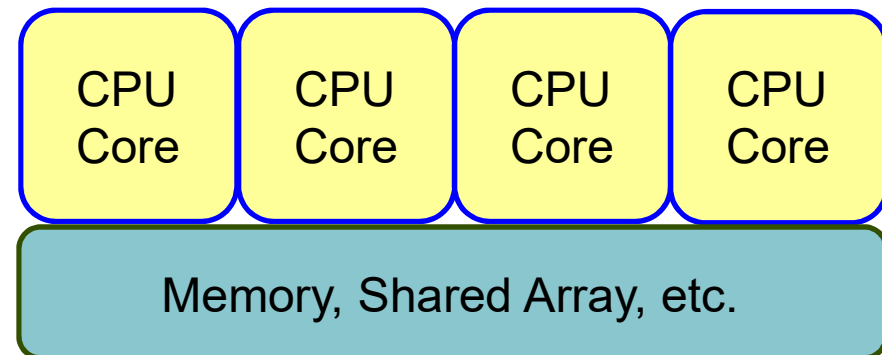 CPU CPU CPU CPU
Core Core Core Core
Memory, Shared Array, etc.